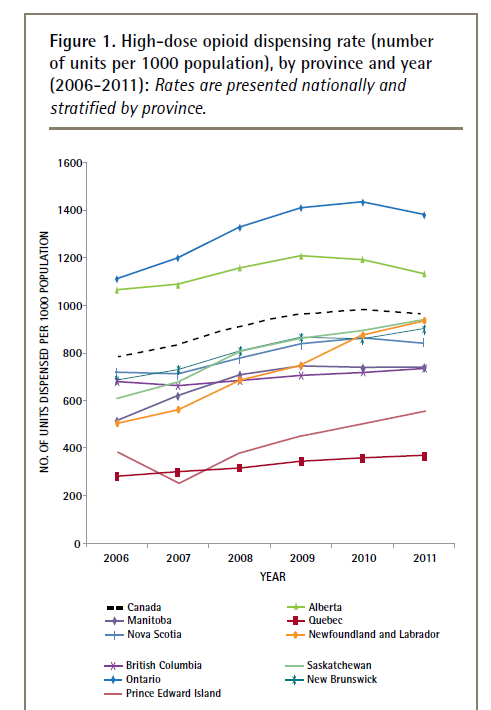 Figure 1. High-dose opioid dispensing rate (number
of units per 1000 population), by province and year
(2006-2011): Rates are presented nationally and
stratified by province.
1600
1400
1200
1000
800
600
400
200
0
NO. OF UNITS DISPENSED PER 1000 POPULATION
2006 2007 2008 2009 2010 2011
YEAR
Canada Alberta
Manitoba Quebec
Nova Scotia Newfoundland and Labrador
British Columbia Saskatchewan
Ontario New Brunswick
Prince Edward Island